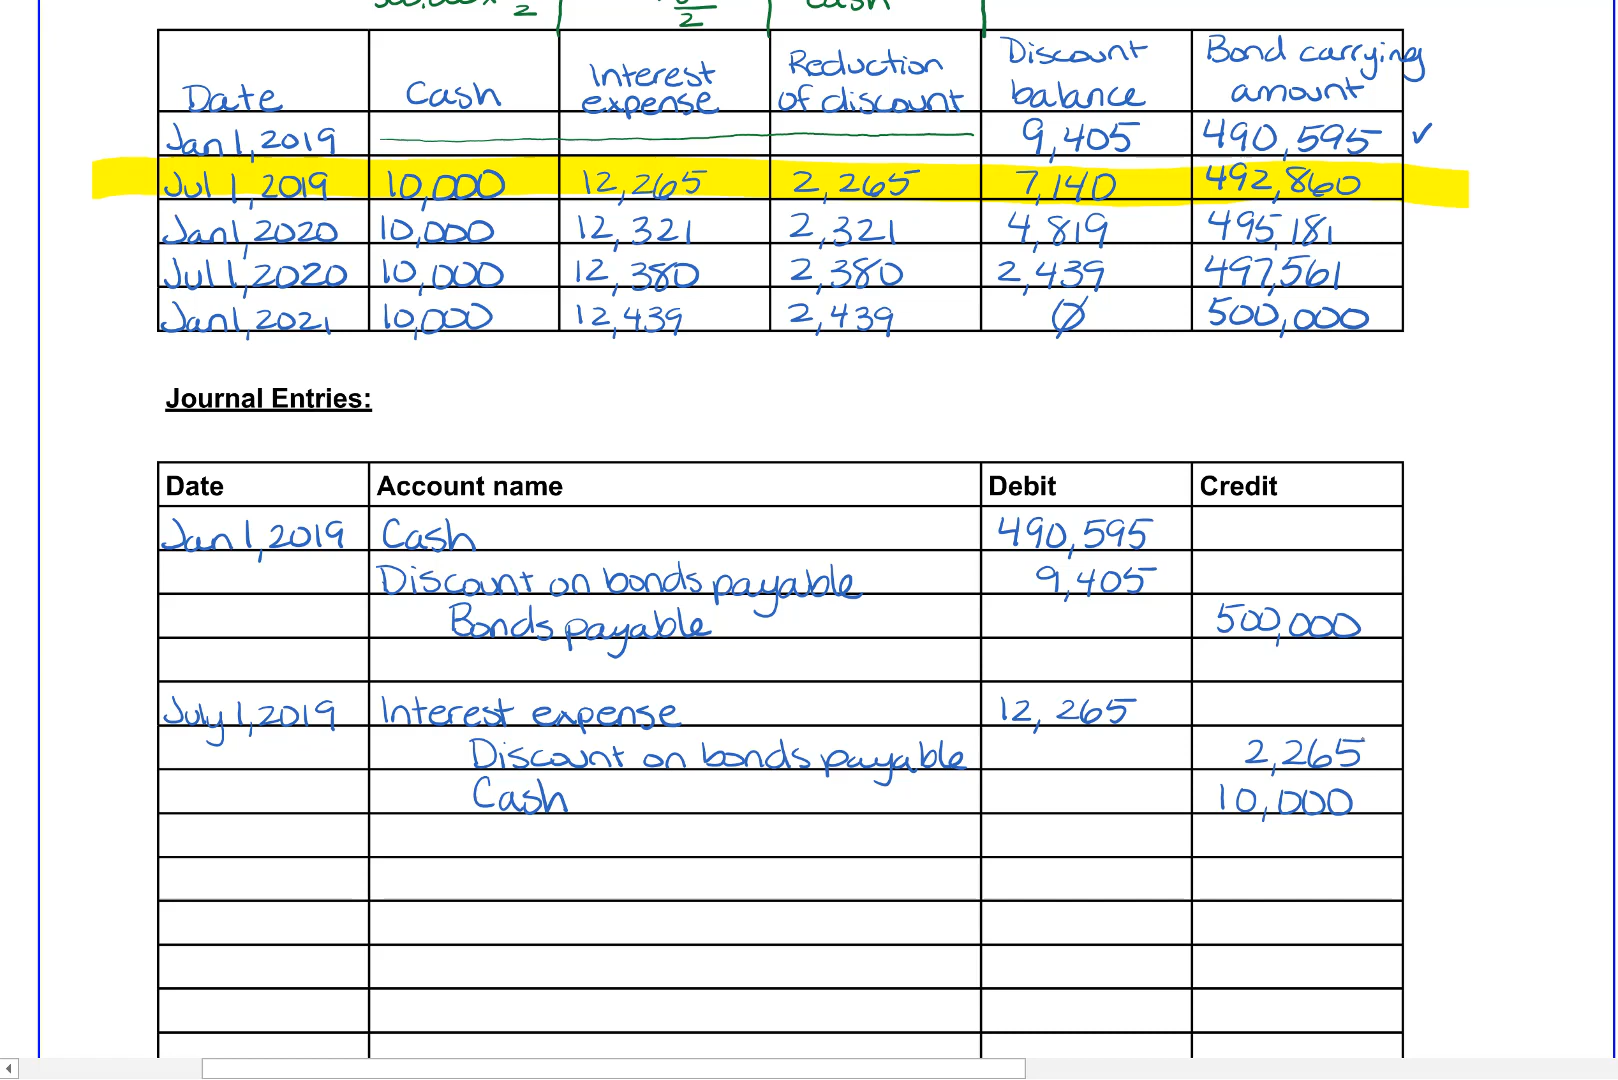 2 2 cash
Date Cash Interest expense Reduction of discount Discount balance Bond carrying amount
Jan 1, 2019 9,405 490,595 ✓
Jul 1, 2019 10,000 12,265 2,265 7,140 492,860
Jan 1, 2020 10,000 12,321 2,321 4,819 495,181
Jul 1, 2020 10,000 12,380 2,380 2,439 497,561
Jan 1, 2021 10,000 12,439 2,439 Ø 500,000
Journal Entries:
Date Account name Debit Credit
Jan 1, 2019 Cash 490,595
Discount on bonds payable 9,405
Bonds payable 500,000
July 1, 2019 Interest expense 12,265
Discount on bonds payable 2,265
Cash 10,000